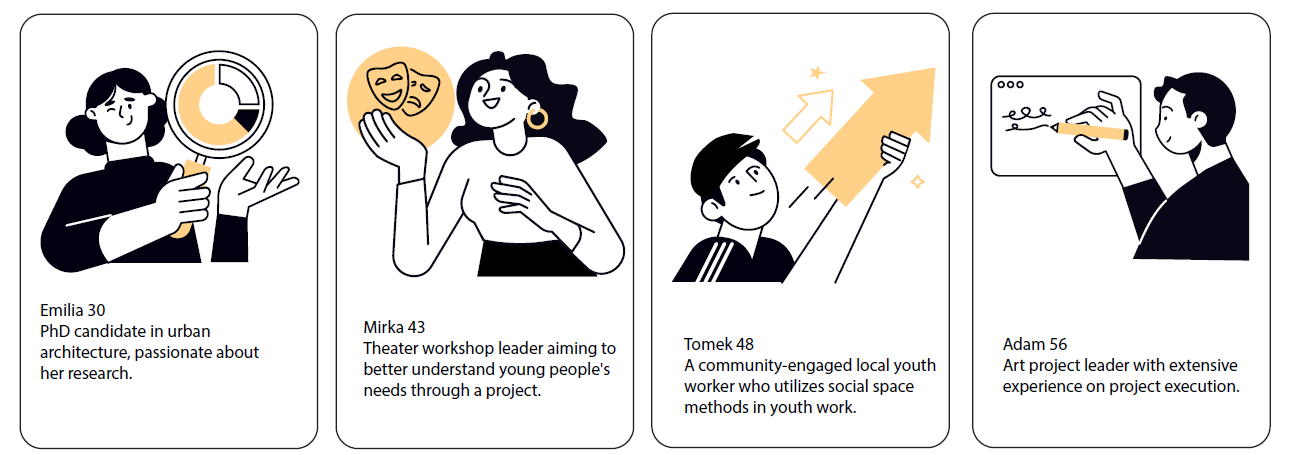 Emilia 30
PhD candidate in urban
architecture, passionate about
her research.
Mirka 43
Theater workshop leader aiming to
better understand young people's
needs through a project.
Tomek 48
A community-engaged local youth
worker who utilizes social space
methods in youth work.
Adam 56
Art project leader with extensive
experience on project execution.